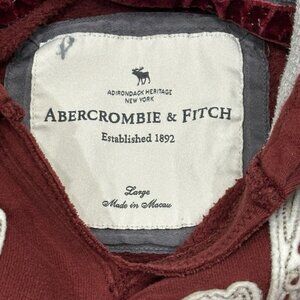 ADIRONDACK HERITAGE
NEW YORK
ABERCROMBIE & FITCH
Established 1892
Large
Made in Macau